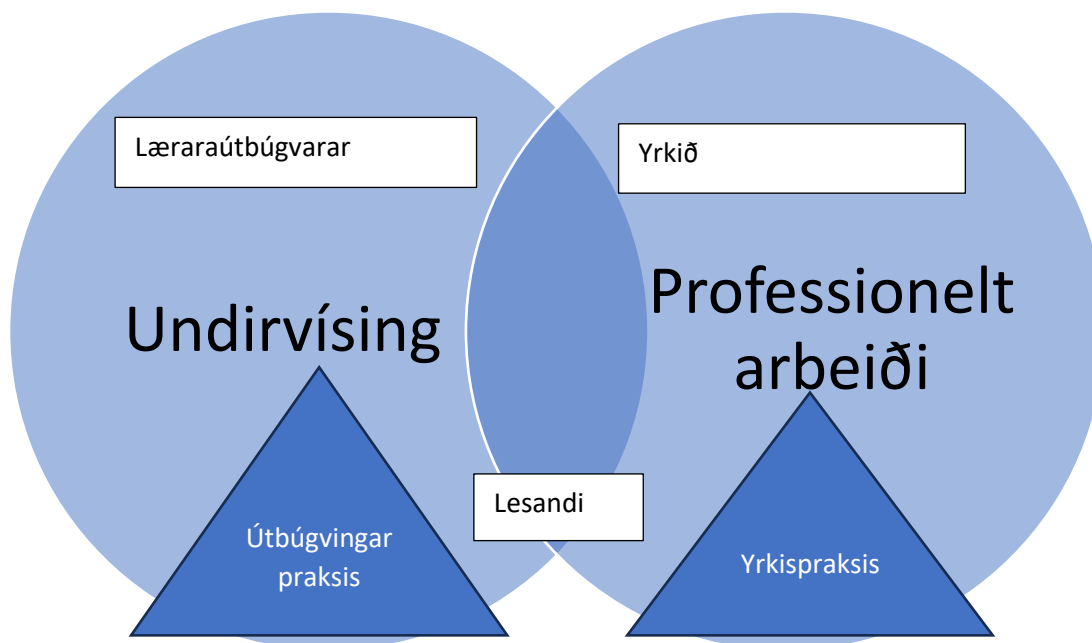 Læraraútbúgvarar
Yrkið
Undirvísing
Professionelt
arbeiði
Lesandi
Útbúgvingar
praksis
Yrkispraksis